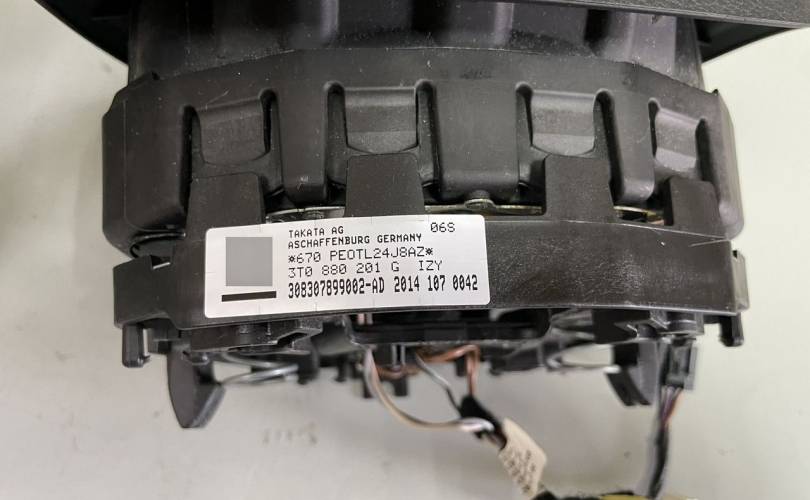 TAKATA AG 06S
ASCHAFFENBURG GERMANY
*670 PEOTL24J8AZ*
3T0 880 201 G IZY
308307899002-AD 2014 107 0042